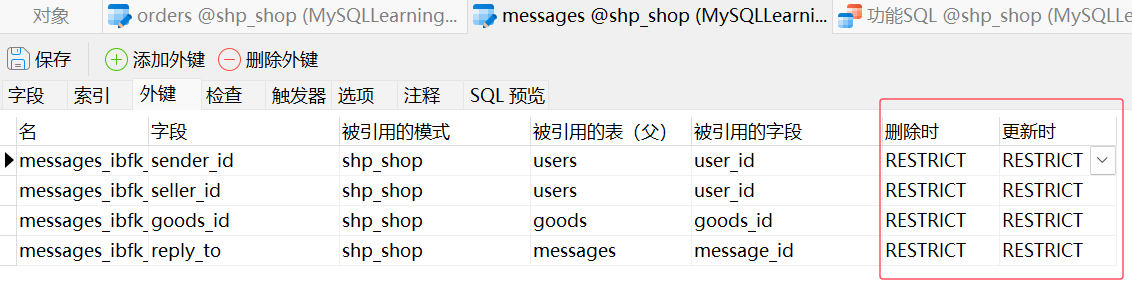 对象 orders @shp_shop (MySQLLearning... messages @shp_shop (MySQLLearni... 功能SQL @shp_shop (MySQLLe
保存 添加外键 删除外键
字段 索引 外键 检查 触发器 选项 注释 SQL 预览
名 字段 被引用的模式 被引用的表（父） 被引用的字段 删除时 更新时
messages_ibfk_ sender_id shp_shop users user_id RESTRICT RESTRICT
messages_ibfk_ seller_id shp_shop users user_id RESTRICT RESTRICT
messages_ibfk_ goods_id shp_shop goods goods_id RESTRICT RESTRICT
messages_ibfk_ reply_to shp_shop messages message_id RESTRICT RESTRICT